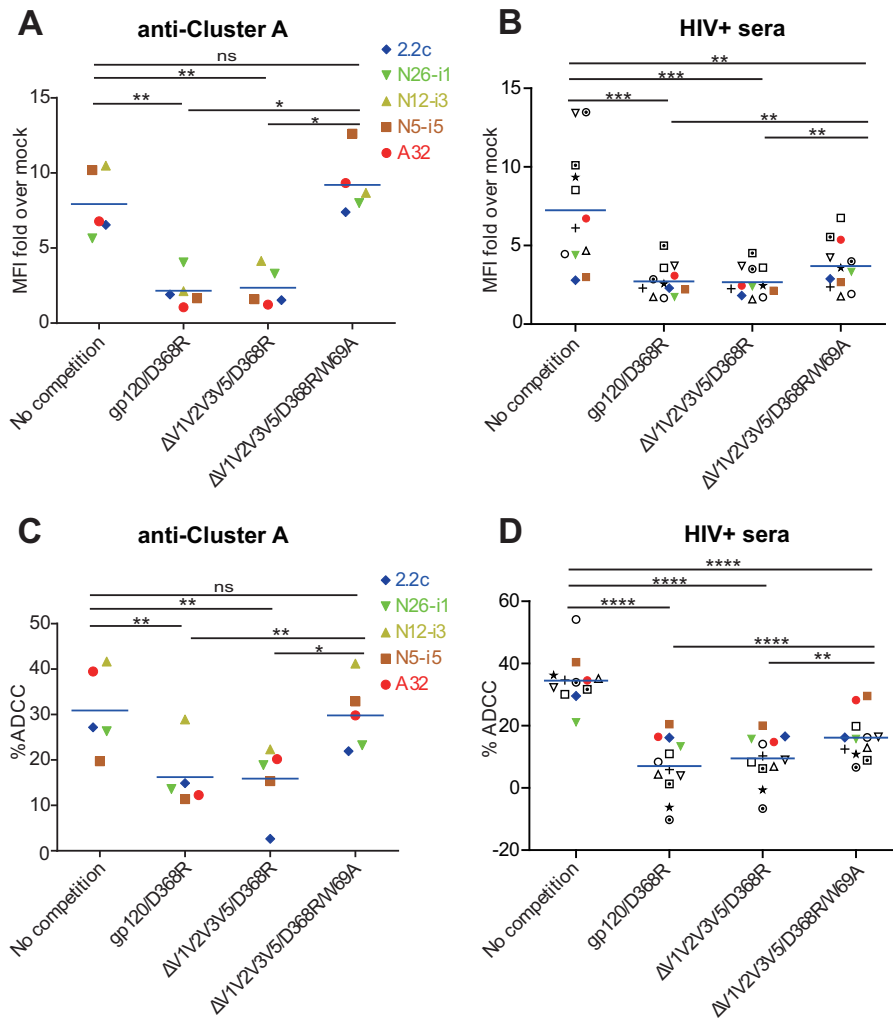 A
anti-Cluster A
ns
**
**
*
*
2.2c
N26-i1
N12-i3
N5-i5
A32
MFI fold over mock
15
10
5
0
No competition
gp120/D368R
ΔV1V2V3V5/D368R
ΔV1V2V3V5/D368R/W69A
B
HIV+ sera
**
***
***
**
**
MFI fold over mock
15
10
5
0
No competition
gp120/D368R
ΔV1V2V3V5/D368R
ΔV1V2V3V5/D368R/W69A
C
anti-Cluster A
ns
**
**
**
*
2.2c
N26-i1
N12-i3
N5-i5
A32
%ADCC
50
40
30
20
10
0
No competition
gp120/D368R
ΔV1V2V3V5/D368R
ΔV1V2V3V5/D368R/W69A
D
HIV+ sera
****
****
****
****
**
% ADCC
60
40
20
0
-20
No competition
gp120/D368R
ΔV1V2V3V5/D368R
ΔV1V2V3V5/D368R/W69A